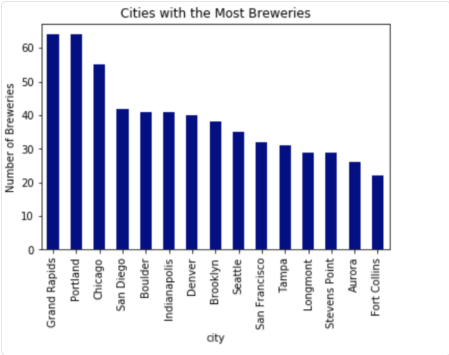 Cities with the Most Breweries
Number of Breweries
60
50
40
30
20
10
0
Grand Rapids
Portland
Chicago
San Diego
Boulder
Indianapolis
Denver
Brooklyn
Seattle
San Francisco
Tampa
Longmont
Stevens Point
Aurora
Fort Collins
city